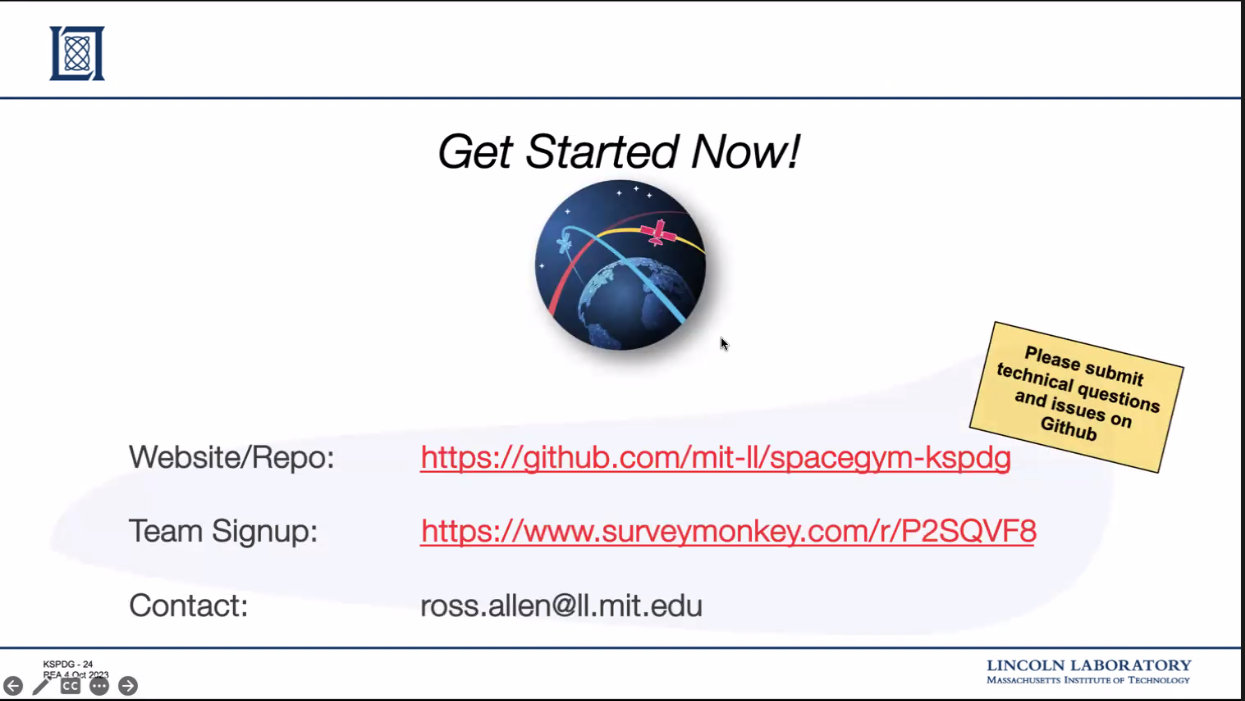 Get Started Now!
Please submit
technical questions
and issues on
Github
Website/Repo: https://github.com/mit-ll/spacegym-kspdg
Team Signup: https://www.surveymonkey.com/r/P2SQVF8
Contact: ross.allen@ll.mit.edu
KSPDG - 24
REA 4 Oct 2023
CC
LINCOLN LABORATORY
MASSACHUSETTS INSTITUTE OF TECHNOLOGY